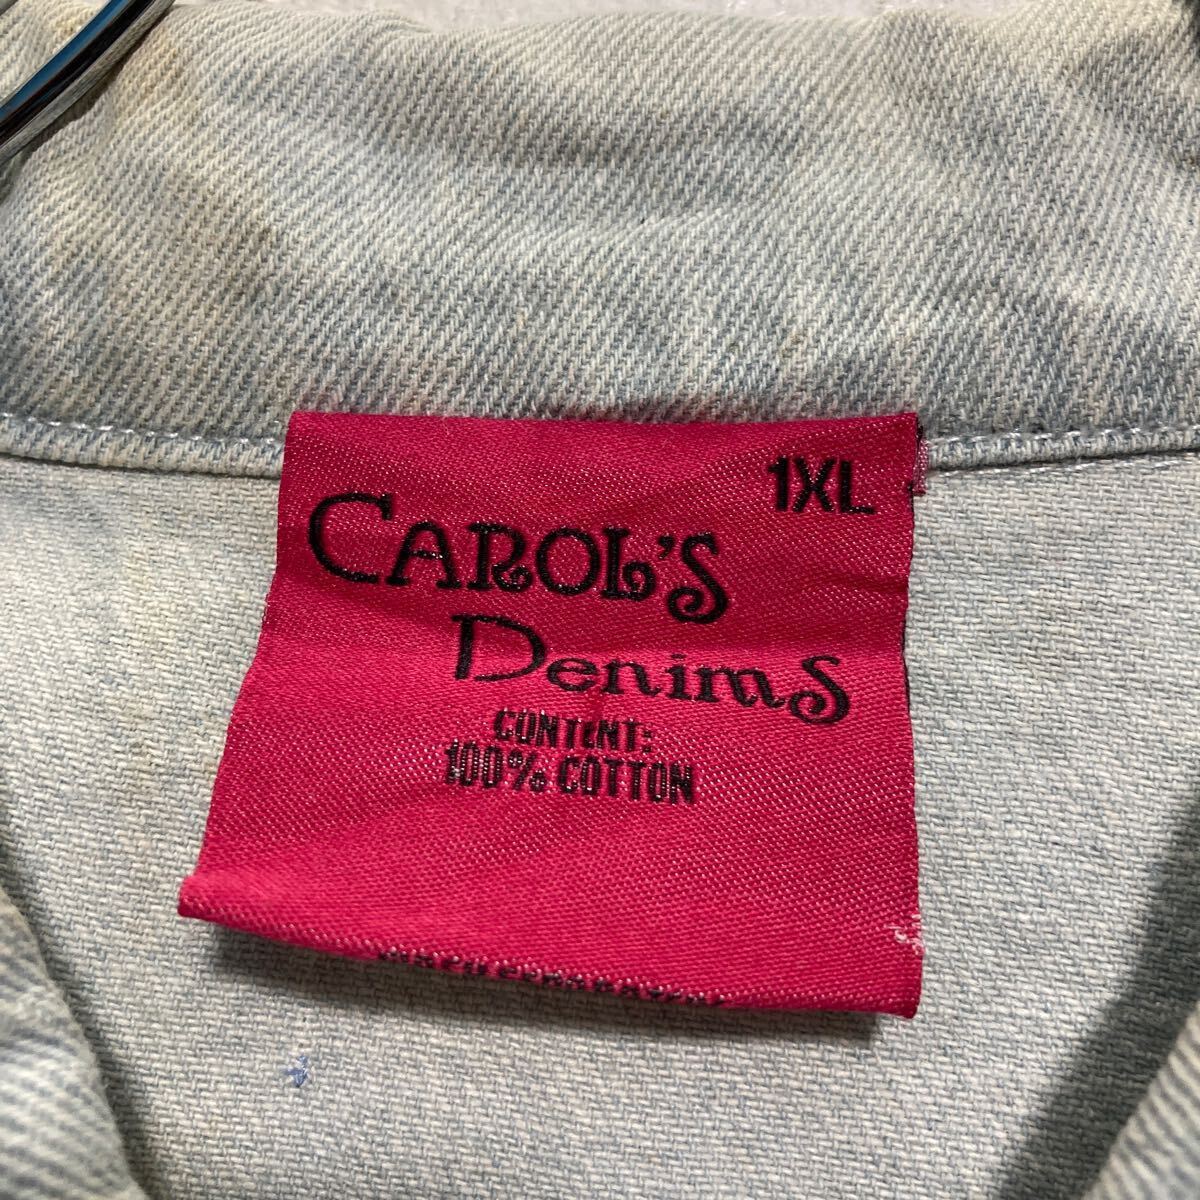 1XL
CAROL'S
Denims
CONTENT:
100% COTTON